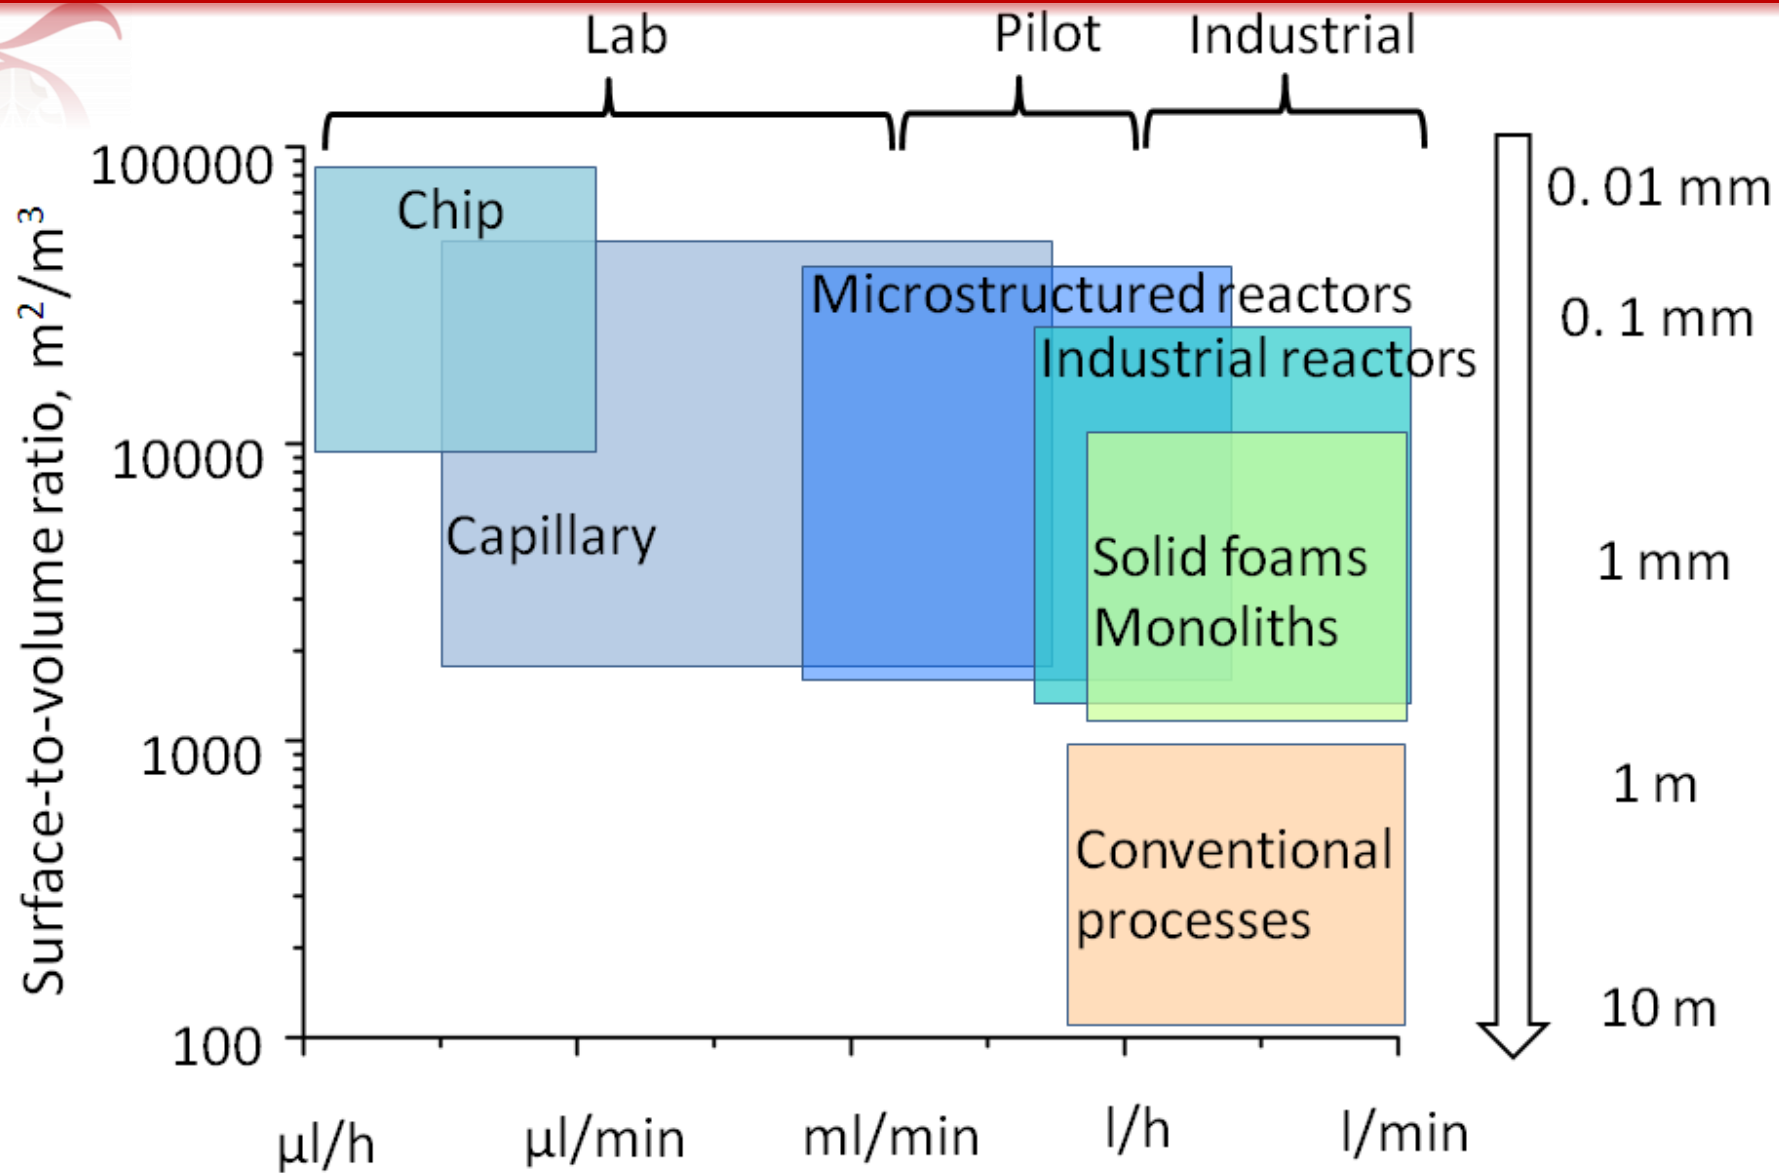 Lab Pilot Industrial
100000
10000
1000
100
Surface-to-volume ratio, m²/m³
Chip
Capillary
Microstructured reactors
Industrial reactors
Solid foams
Monoliths
Conventional
processes
0.01 mm
0.1 mm
1 mm
1 m
10 m
µl/h µl/min ml/min l/h l/min